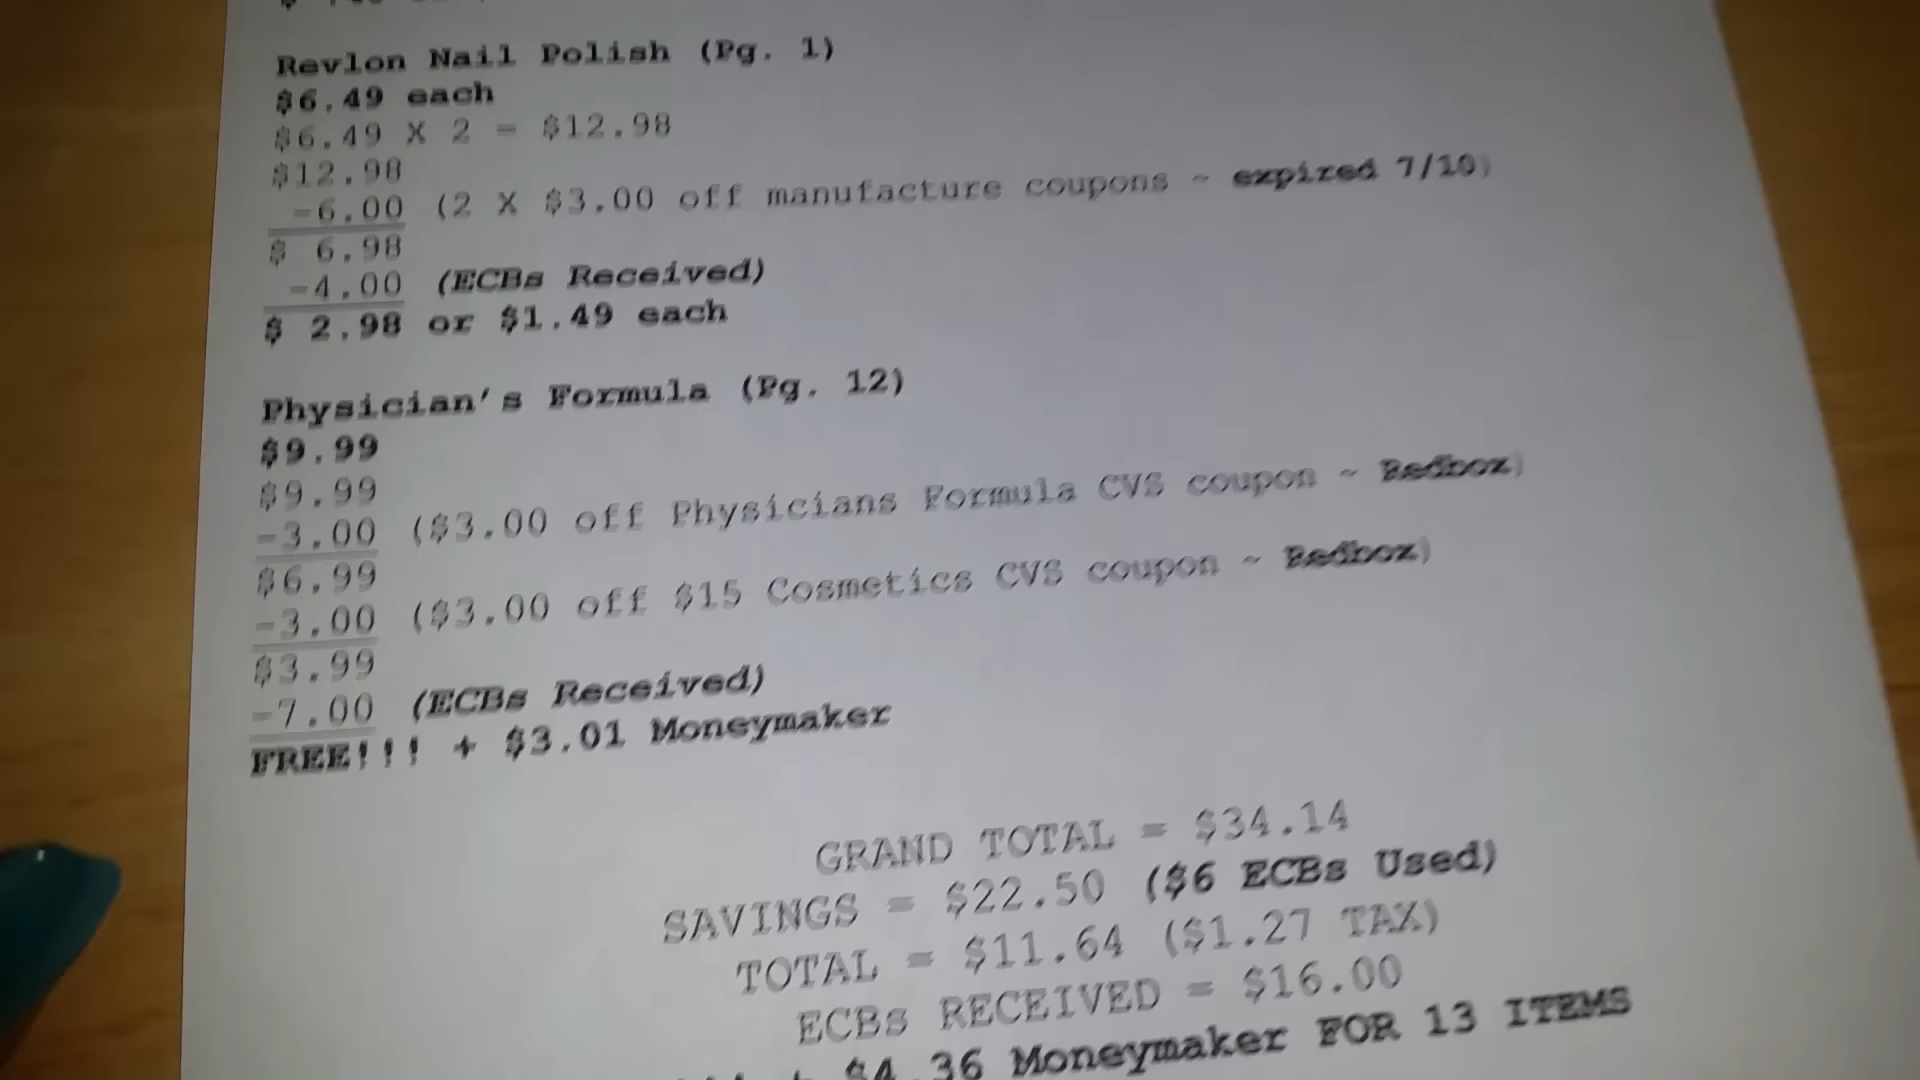 Revlon Nail Polish (Pg. 1)
$6.49 each
$6.49 X 2 = $12.98
$12.98
-6.00 (2 X $3.00 off manufacture coupons ~ expired 7/10)
$ 6.98
-4.00 (ECBs Received)
$ 2.98 or $1.49 each
Physician's Formula (Pg. 12)
$9.99
$9.99
-3.00 ($3.00 off Physicians Formula CVS coupon ~ Redbox)
$6.99
-3.00 ($3.00 off $15 Cosmetics CVS coupon ~ Redbox)
$3.99
-7.00 (ECBs Received)
FREE!!! + $3.01 Moneymaker
GRAND TOTAL = $34.14
SAVINGS = $22.50 ($6 ECBs Used)
TOTAL = $11.64 ($1.27 TAX)
ECBs RECEIVED = $16.00
+ $4.36 Moneymaker FOR 13 ITEMS